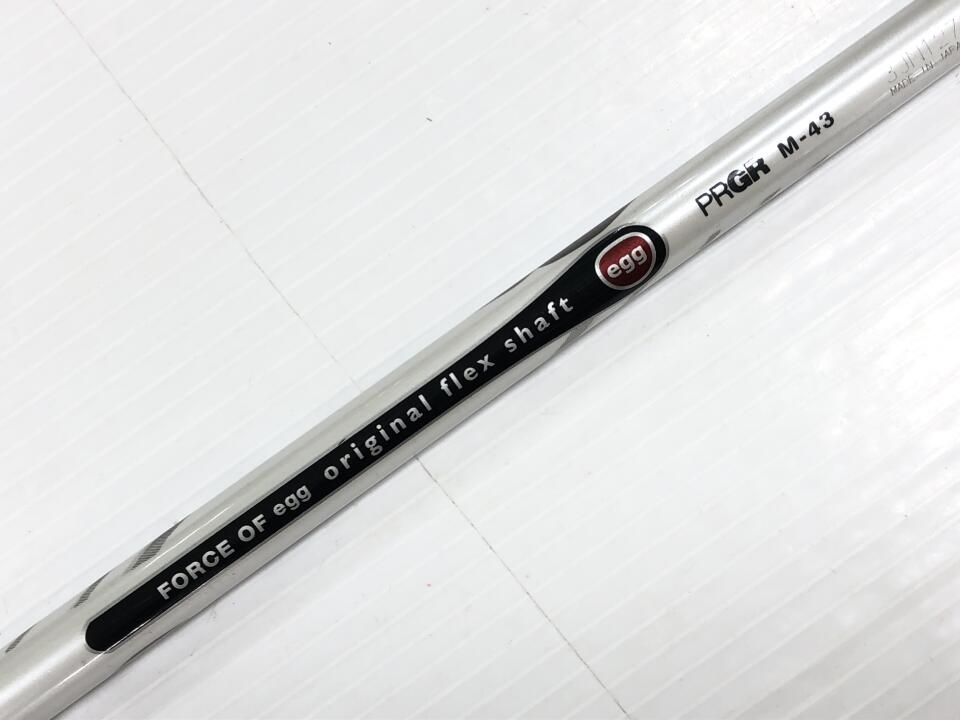 FORCE OF egg original flex shaft
egg
PRGR M-43
MADE IN JAPAN